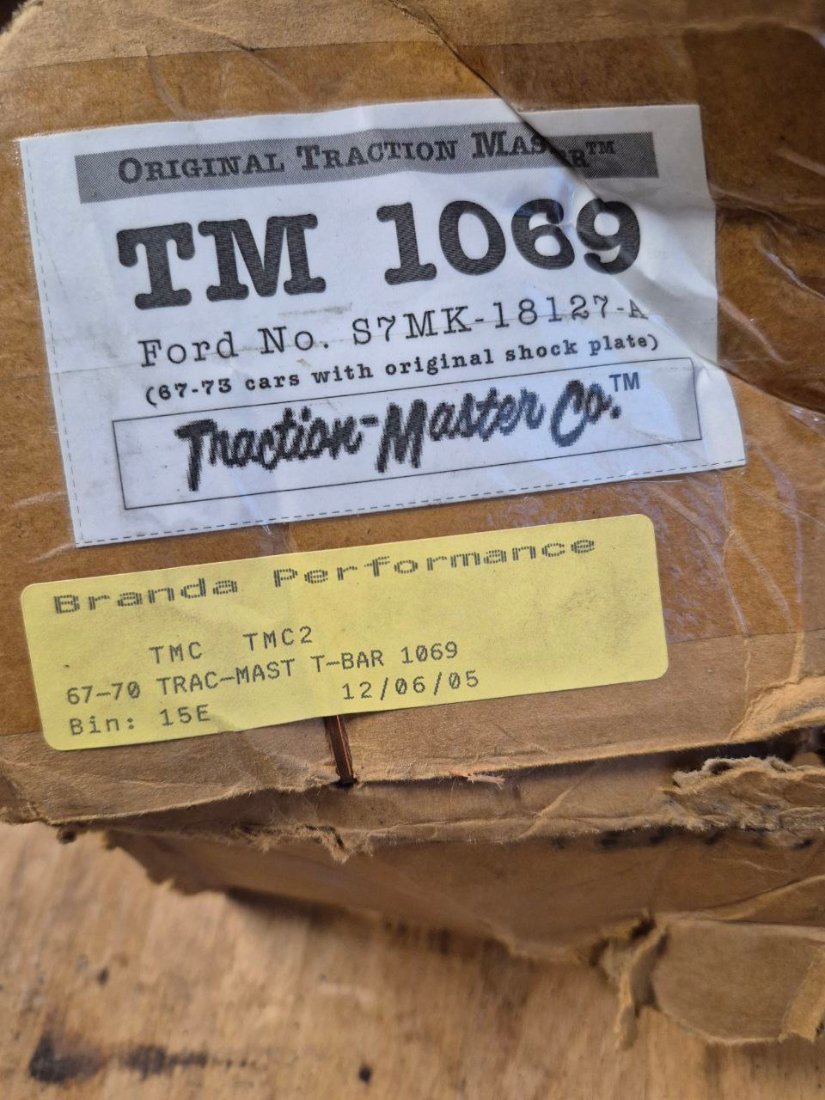 ORIGINAL TRACTION MASTER™
TM 1069
Ford No. S7MK-18127-A
(67-73 cars with original shock plate)
Traction-Master Co.™
Branda Performance
TMC TMC2
67-70 TRAC-MAST T-BAR 1069
Bin: 15E 12/06/05